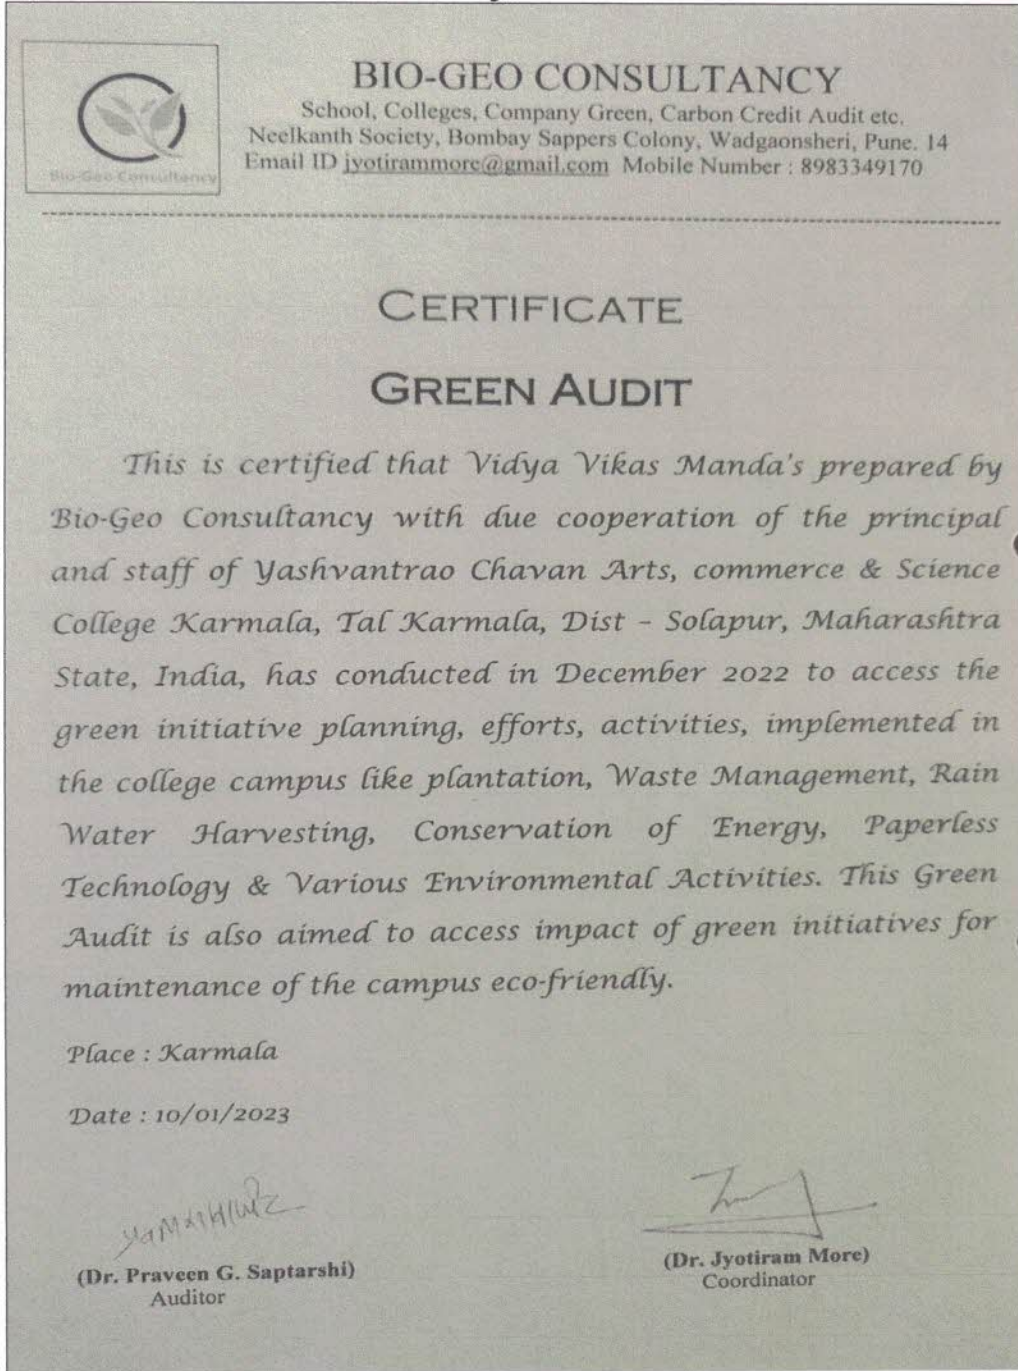 BIO-GEO CONSULTANCY
School, Colleges, Company Green, Carbon Credit Audit etc.
Neelkanth Society, Bombay Sappers Colony, Wadgaonsheri, Pune. 14
Email ID jyotirammore@gmail.com Mobile Number : 8983349170
Bio-Geo Consultancy
CERTIFICATE
GREEN AUDIT
This is certified that Vidya Vikas Manda's prepared by
Bio-Geo Consultancy with due cooperation of the principal
and staff of Yashvantrao Chavan Arts, commerce & Science
College Karmala, Tal Karmala, Dist – Solapur, Maharashtra
State, India, has conducted in December 2022 to access the
green initiative planning, efforts, activities, implemented in
the college campus like plantation, Waste Management, Rain
Water Harvesting, Conservation of Energy, Paperless
Technology & Various Environmental Activities. This Green
Audit is also aimed to access impact of green initiatives for
maintenance of the campus eco-friendly.
Place : Karmala
Date : 10/01/2023
(Dr. Praveen G. Saptarshi)
Auditor
(Dr. Jyotiram More)
Coordinator